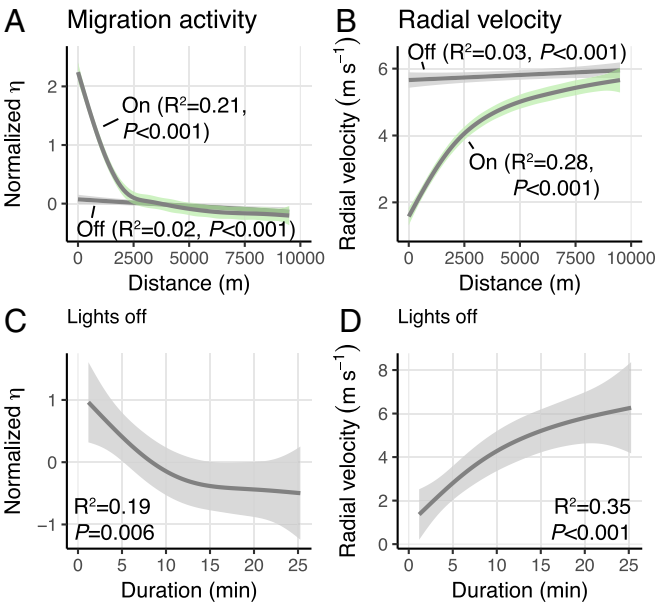 A Migration activity
Normalized η
2
1
0
On (R²=0.21,
P<0.001)
Off (R²=0.02, P<0.001)
0 2500 5000 7500 10000
Distance (m)
B Radial velocity
Radial velocity (m s⁻¹)
6
4
2
Off (R²=0.03, P<0.001)
On (R²=0.28,
P<0.001)
0 2500 5000 7500 10000
Distance (m)
C Lights off
Normalized η
1
0
−1
R²=0.19
P=0.006
0 5 10 15 20 25
Duration (min)
D Lights off
Radial velocity (m s⁻¹)
8
6
4
2
0
R²=0.35
P<0.001
0 5 10 15 20 25
Duration (min)